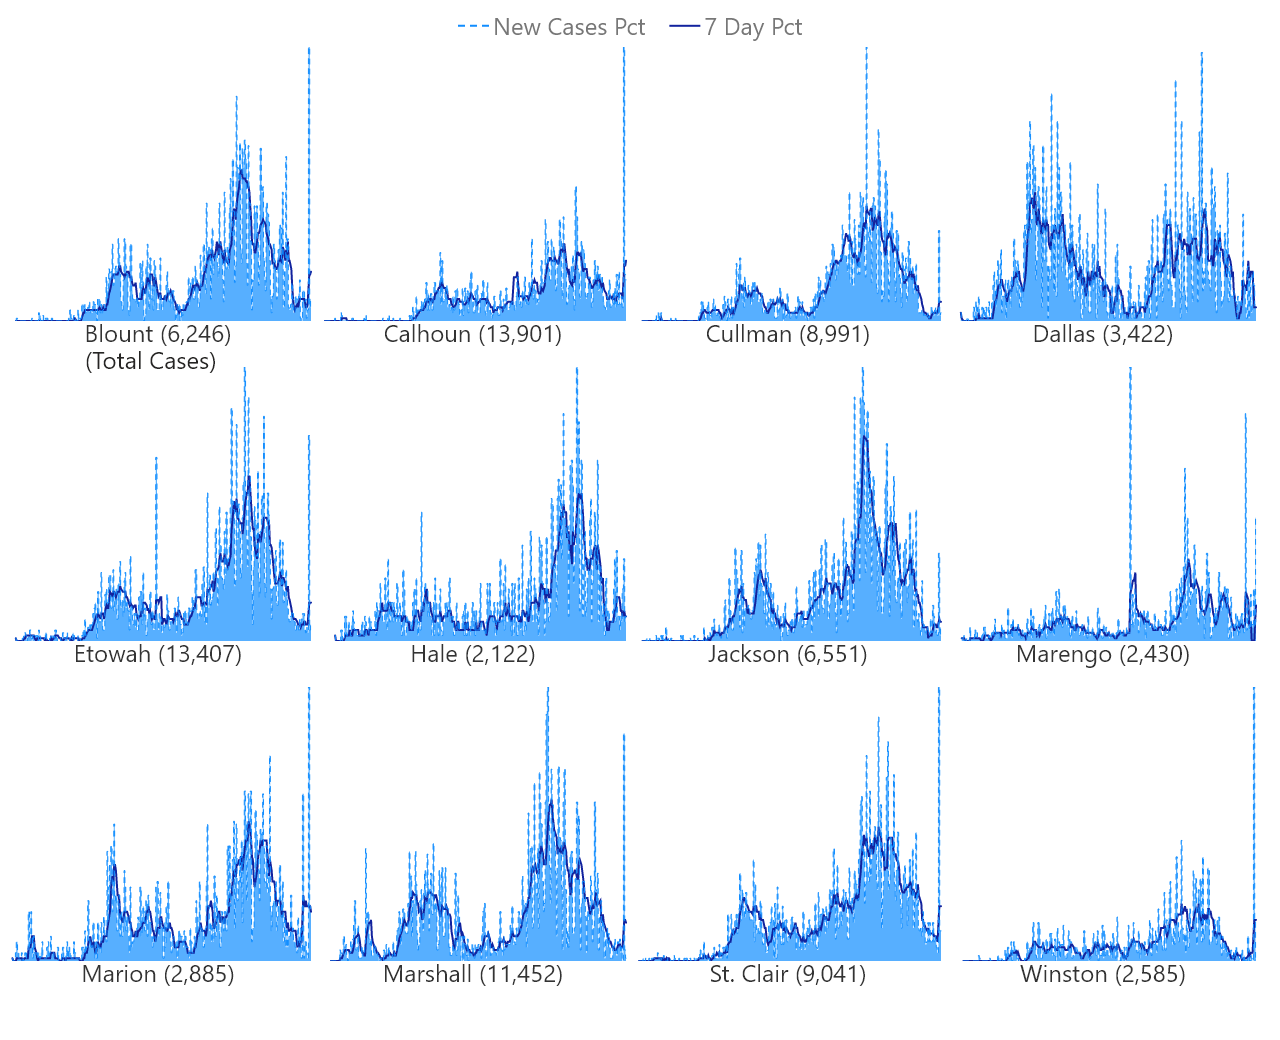 New Cases Pct 7 Day Pct
Blount (6,246) Calhoun (13,901) Cullman (8,991) Dallas (3,422)
(Total Cases)
Etowah (13,407) Hale (2,122) Jackson (6,551) Marengo (2,430)
Marion (2,885) Marshall (11,452) St. Clair (9,041) Winston (2,585)